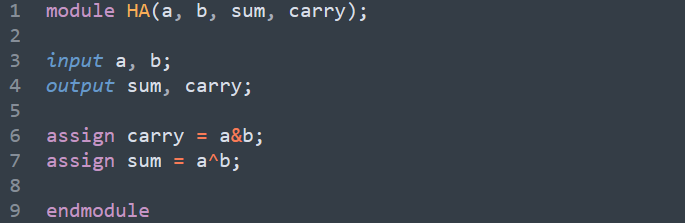 1 module HA(a, b, sum, carry);
2
3 input a, b;
4 output sum, carry;
5
6 assign carry = a&b;
7 assign sum = a^b;
8
9 endmodule